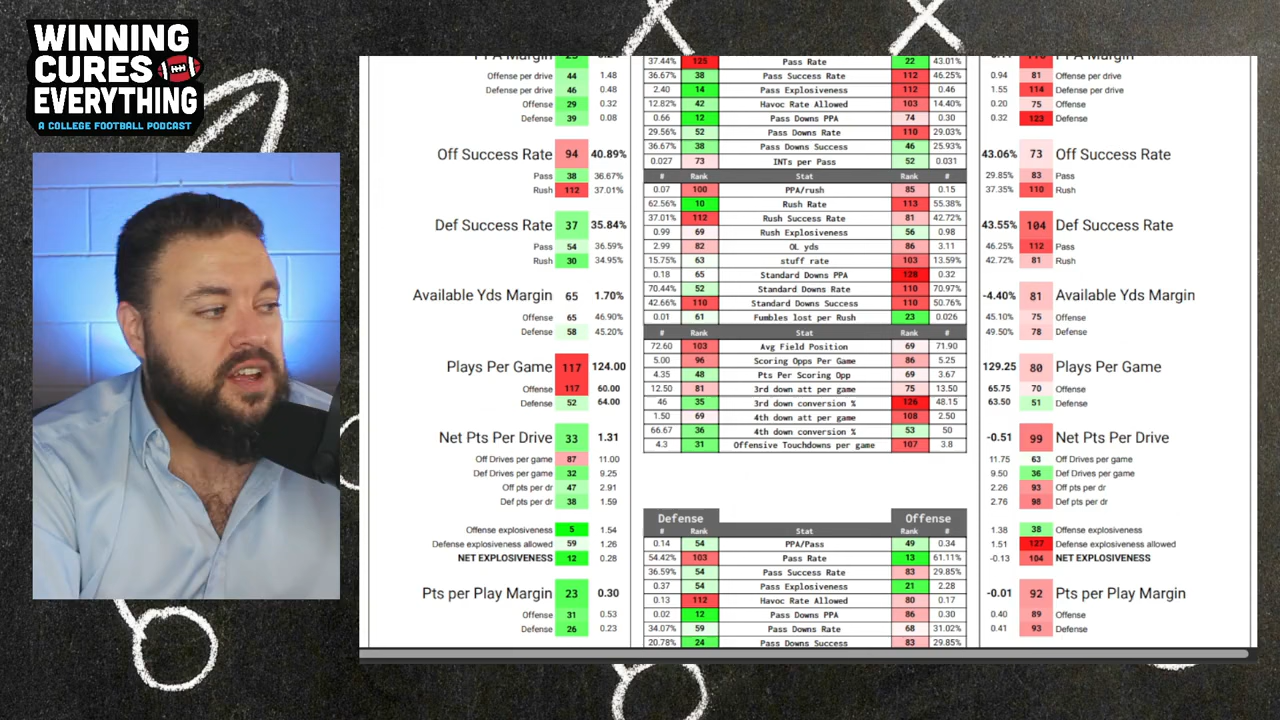 WINNING
CURES
EVERYTHING
A COLLEGE FOOTBALL PODCAST
Offense per drive 44 1.48
Defense per drive 46 0.48
Offense 29 0.32
Defense 39 0.08
Off Success Rate 94 40.89%
Pass 38 36.67%
Rush 112 37.01%
Def Success Rate 37 35.84%
Pass 54 36.59%
Rush 30 34.95%
Available Yds Margin 65 1.70%
Offense 65 46.90%
Defense 58 45.20%
Plays Per Game 117 124.00
Offense 117 60.00
Defense 52 64.00
Net Pts Per Drive 33 1.31
Off Drives per game 87 11.00
Def Drives per game 32 9.25
Off pts per dr 47 2.91
Def pts per dr 38 1.59
Offense explosiveness 5 1.54
Defense explosiveness allowed 59 1.26
NET EXPLOSIVENESS 12 0.28
Pts per Play Margin 23 0.30
Offense 31 0.53
Defense 26 0.23
37.44% 125 Pass Rate 22 43.01%
36.67% 38 Pass Success Rate 112 46.25%
2.40 14 Pass Explosiveness 112 0.46
12.82% 42 Havoc Rate Allowed 103 14.40%
0.66 12 Pass Downs PPA 74 0.30
29.56% 52 Pass Downs Rate 110 29.03%
36.67% 38 Pass Downs Success 46 25.93%
0.027 73 INTs per Pass 52 0.031
# Rank Stat Rank #
0.07 100 PPA/rush 85 0.15
62.56% 10 Rush Rate 113 55.38%
37.01% 112 Rush Success Rate 81 42.72%
0.99 69 Rush Explosiveness 56 0.98
2.99 82 OL yds 86 3.11
15.75% 63 stuff rate 103 13.59%
0.18 65 Standard Downs PPA 128 0.32
70.44% 52 Standard Downs Rate 110 70.97%
42.66% 110 Standard Downs Success 110 50.76%
0.01 61 Fumbles lost per Rush 23 0.026
# Rank Stat Rank #
72.60 103 Avg Field Position 69 71.90
5.00 96 Scoring Opps Per Game 86 5.25
4.35 48 Pts Per Scoring Opp 69 3.67
12.50 81 3rd down att per game 75 13.50
46 35 3rd down conversion % 126 48.15
1.50 69 4th down att per game 108 2.50
66.67 36 4th down conversion % 53 50
4.3 31 Offensive Touchdowns per game 107 3.8
Defense Offense
# Rank Stat Rank #
0.14 54 PPA/Pass 49 0.34
54.42% 103 Pass Rate 13 61.11%
36.59% 54 Pass Success Rate 83 29.85%
0.37 54 Pass Explosiveness 21 2.28
0.13 112 Havoc Rate Allowed 80 0.17
0.02 12 Pass Downs PPA 86 0.30
34.07% 59 Pass Downs Rate 68 31.02%
20.78% 24 Pass Downs Success 83 29.85%
0.94 81 Offense per drive
1.55 114 Defense per drive
0.20 75 Offense
0.32 123 Defense
43.06% 73 Off Success Rate
29.85% 83 Pass
37.35% 110 Rush
43.55% 104 Def Success Rate
46.25% 112 Pass
42.72% 81 Rush
-4.40% 81 Available Yds Margin
45.10% 75 Offense
49.50% 78 Defense
129.25 80 Plays Per Game
65.75 70 Offense
63.50 51 Defense
-0.51 99 Net Pts Per Drive
11.75 63 Off Drives per game
9.50 36 Def Drives per game
2.26 93 Off pts per dr
2.76 98 Def pts per dr
1.38 38 Offense explosiveness
1.51 127 Defense explosiveness allowed
-0.13 104 NET EXPLOSIVENESS
-0.01 92 Pts per Play Margin
0.40 89 Offense
0.41 93 Defense